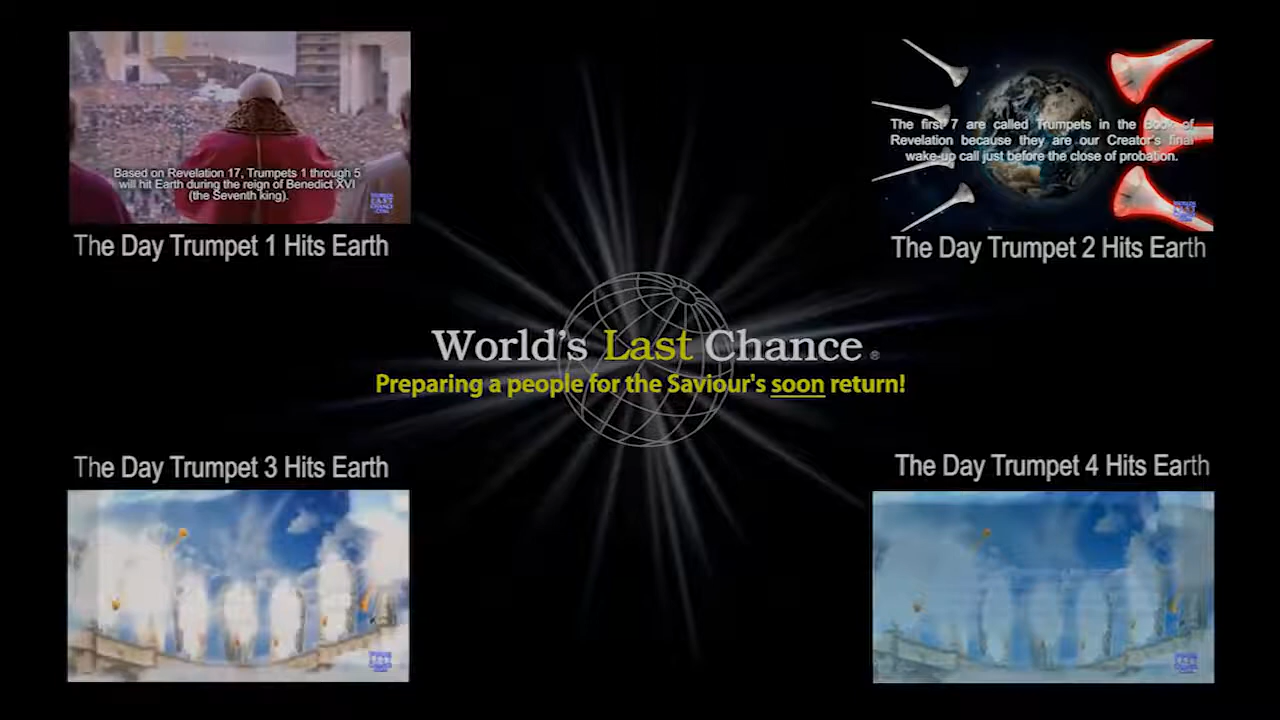 Based on Revelation 17, Trumpets 1 through 5
will hit Earth during the reign of Benedict XVI
(the Seventh king).
The Day Trumpet 1 Hits Earth
The first 7 are called Trumpets in the Book of
Revelation because they are our Creator's final
wake-up call just before the close of probation.
The Day Trumpet 2 Hits Earth
World's Last Chance ®
Preparing a people for the Saviour's soon return!
The Day Trumpet 3 Hits Earth
The Day Trumpet 4 Hits Earth